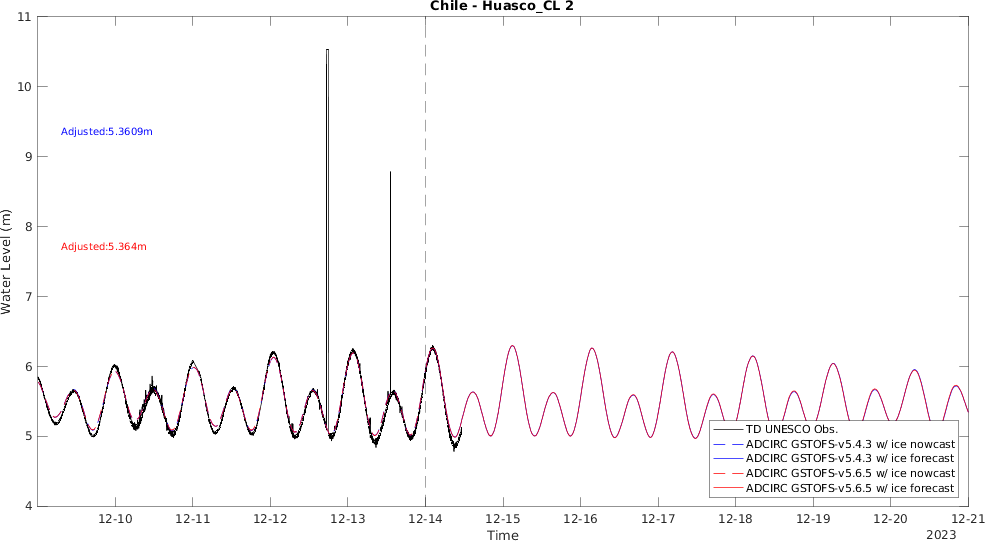 Chile - Huasco_CL 2
11
10
9
8
7
6
5
4
Water Level (m)
Adjusted:5.3609m
Adjusted:5.364m
TD UNESCO Obs.
ADCIRC GSTOFS-v5.4.3 w/ ice nowcast
ADCIRC GSTOFS-v5.4.3 w/ ice forecast
ADCIRC GSTOFS-v5.6.5 w/ ice nowcast
ADCIRC GSTOFS-v5.6.5 w/ ice forecast
12-10 12-11 12-12 12-13 12-14 12-15 12-16 12-17 12-18 12-19 12-20 12-21
Time
2023